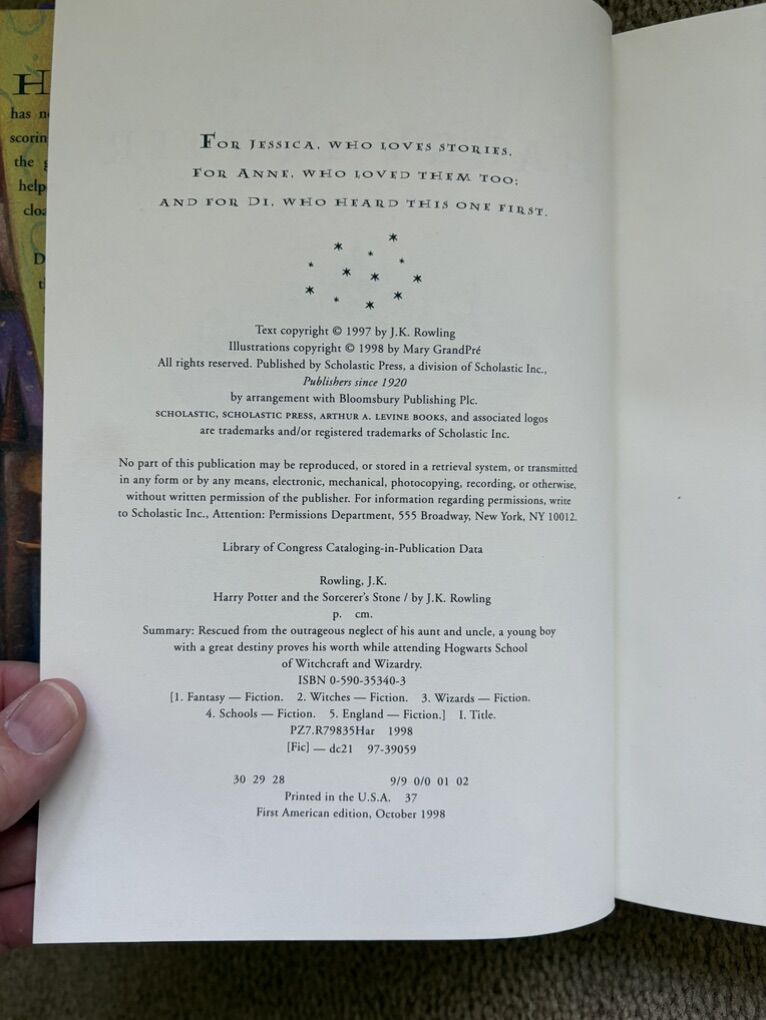 H
has n
scorin
the g
help
cloa
D
FOR JESSICA, WHO LOVES STORIES,
FOR ANNE, WHO LOVED THEM TOO;
AND FOR DI, WHO HEARD THIS ONE FIRST.
Text copyright © 1997 by J.K. Rowling
Illustrations copyright © 1998 by Mary GrandPré
All rights reserved. Published by Scholastic Press, a division of Scholastic Inc.,
Publishers since 1920
by arrangement with Bloomsbury Publishing Plc.
SCHOLASTIC, SCHOLASTIC PRESS, ARTHUR A. LEVINE BOOKS, and associated logos
are trademarks and/or registered trademarks of Scholastic Inc.
No part of this publication may be reproduced, or stored in a retrieval system, or transmitted
in any form or by any means, electronic, mechanical, photocopying, recording, or otherwise,
without written permission of the publisher. For information regarding permissions, write
to Scholastic Inc., Attention: Permissions Department, 555 Broadway, New York, NY 10012.
Library of Congress Cataloging-in-Publication Data
Rowling, J.K.
Harry Potter and the Sorcerer's Stone / by J.K. Rowling
p. cm.
Summary: Rescued from the outrageous neglect of his aunt and uncle, a young boy
with a great destiny proves his worth while attending Hogwarts School
of Witchcraft and Wizardry.
ISBN 0-590-35340-3
[1. Fantasy — Fiction. 2. Witches — Fiction. 3. Wizards — Fiction.
4. Schools — Fiction. 5. England — Fiction.] I. Title.
PZ7.R79835Har 1998
[Fic] — dc21 97-39059
30 29 28 9/9 0/0 01 02
Printed in the U.S.A. 37
First American edition, October 1998